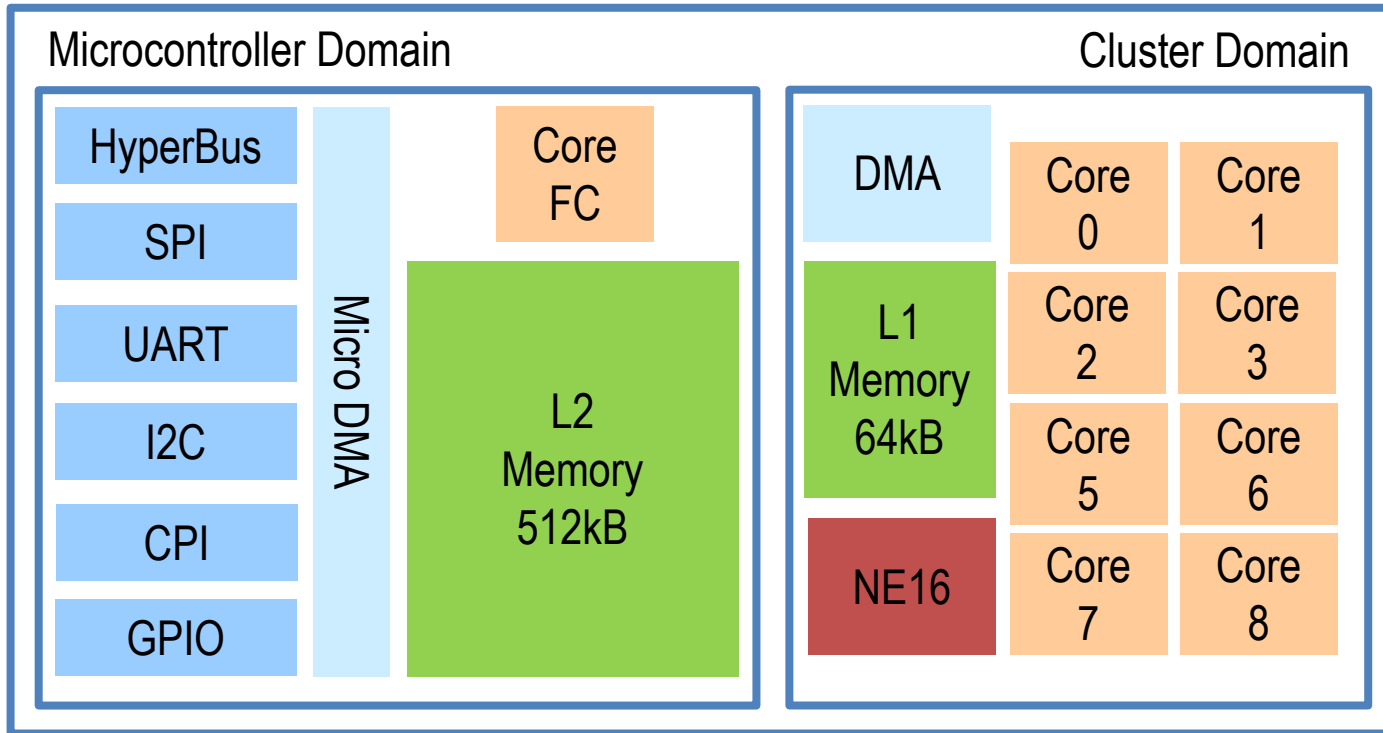 Microcontroller Domain
HyperBus
SPI
UART
I2C
CPI
GPIO
Micro DMA
Core
FC
L2
Memory
512kB
Cluster Domain
DMA
L1
Memory
64kB
NE16
Core
0
Core
1
Core
2
Core
3
Core
5
Core
6
Core
7
Core
8